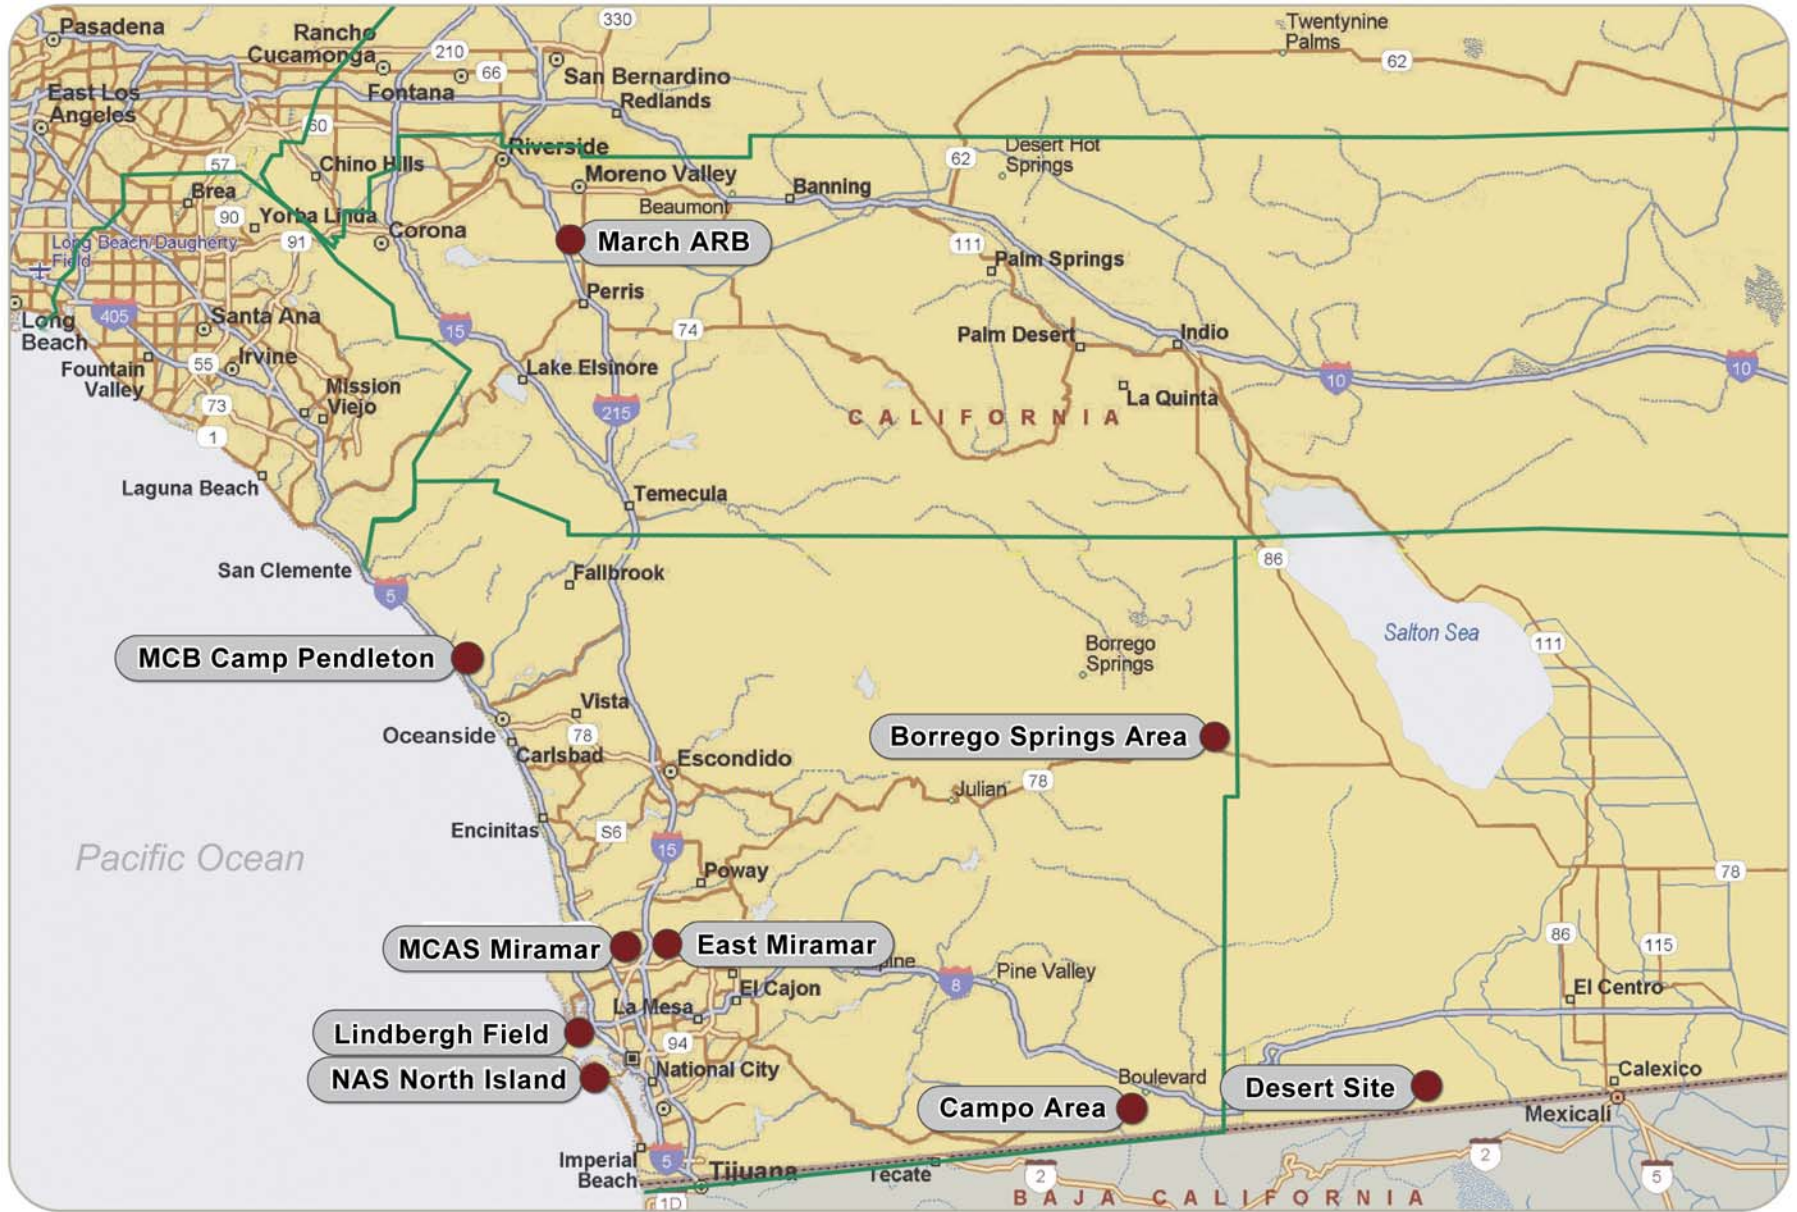 330
Twentynine
Palms
Pasadena
Rancho
Cucamonga
210
62
66
San Bernardino
East Los
Angeles
Fontana
Redlands
60
Riverside
Desert Hot
Springs
57
Chino Hills
62
Moreno Valley
Banning
Brea
Beaumont
90
Yorba Linda
Corona
91
Long Beach/Daugherty
Field
March ARB
111
Palm Springs
Perris
405
Santa Ana
15
74
Long
Beach
Palm Desert
Indio
55
Irvine
Fountain
Valley
Lake Elsinore
10
10
Mission
Viejo
La Quinta
73
215
CALIFORNIA
1
Laguna Beach
Temecula
San Clemente
86
Fallbrook
5
Salton Sea
111
Borrego
Springs
MCB Camp Pendleton
Vista
Oceanside
78
Borrego Springs Area
Carlsbad
Escondido
Julian
78
Encinitas
S6
15
Pacific Ocean
Poway
78
MCAS Miramar
East Miramar
86
115
pine
8
Pine Valley
El Cajon
El Centro
La Mesa
Lindbergh Field
94
NAS North Island
National City
Boulevard
Desert Site
Calexico
Campo Area
Mexicali
Imperial
Beach
5
Tijuana
Tecate
2
2
5
1D
BAJA CALIFORNIA